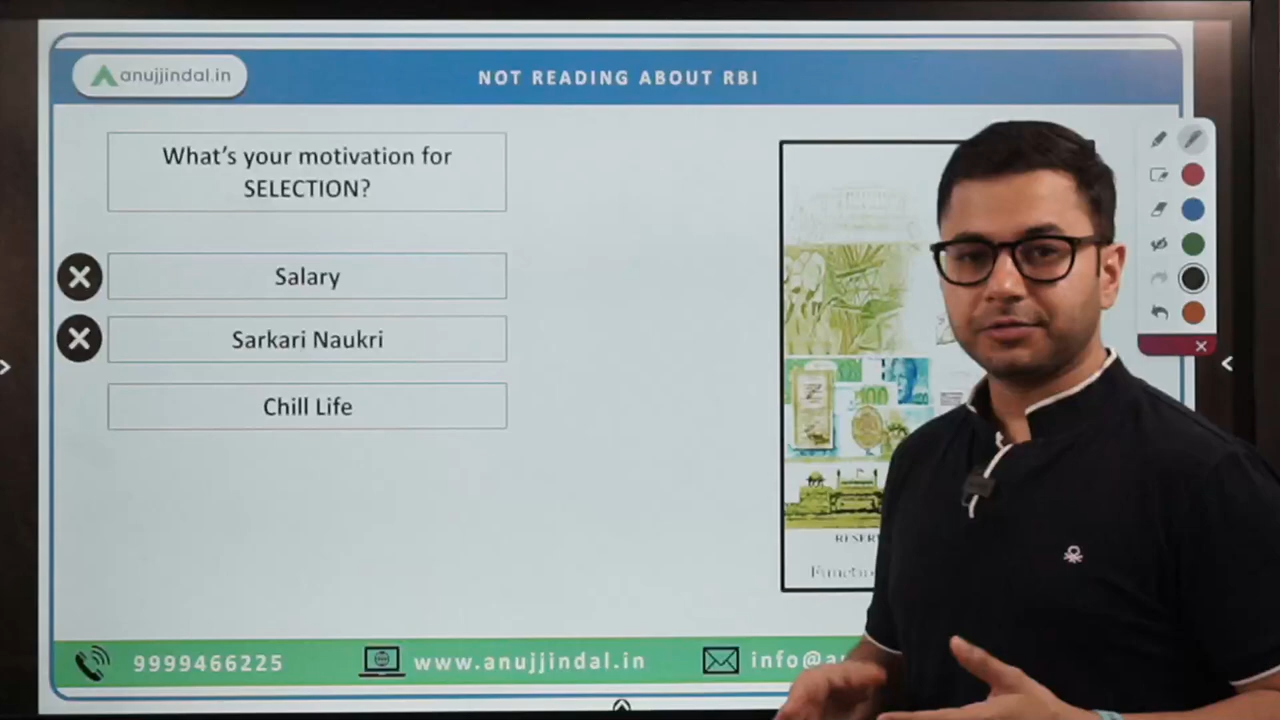 anujjindal.in
NOT READING ABOUT RBI
What's your motivation for
SELECTION?
Salary
Sarkari Naukri
Chill Life
9999466225
www.anujjindal.in